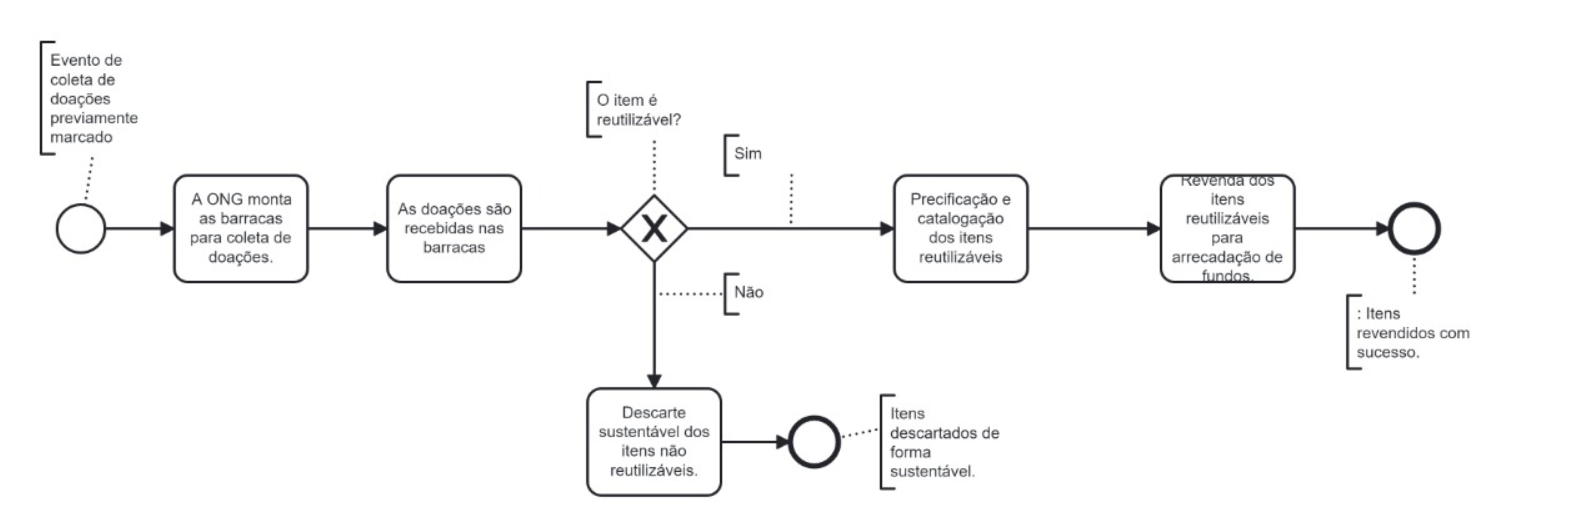 Evento de
coleta de
doações
previamente
marcado
A ONG monta
as barracas
para coleta de
doações.
As doações são
recebidas nas
barracas
O item é
reutilizável?
X
Sim
Não
Precificação e
catalogação
dos itens
reutilizáveis
Revenda dos
itens
reutilizáveis
para
arrecadação de
fundos.
: Itens
revendidos com
sucesso.
Descarte
sustentável dos
itens não
reutilizáveis.
Itens
descartados de
forma
sustentável.